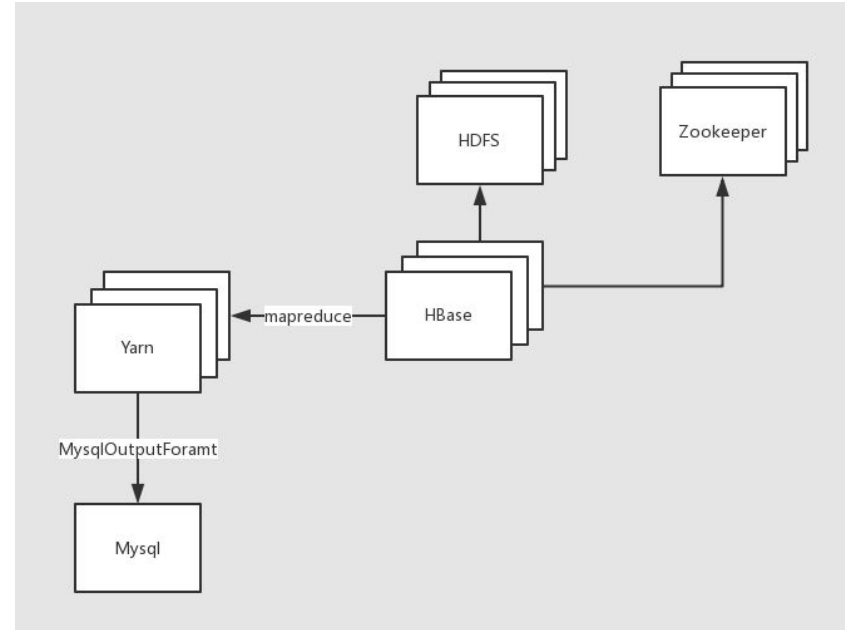 HDFS
Zookeeper
mapreduce
HBase
Yarn
MysqlOutputForamt
Mysql